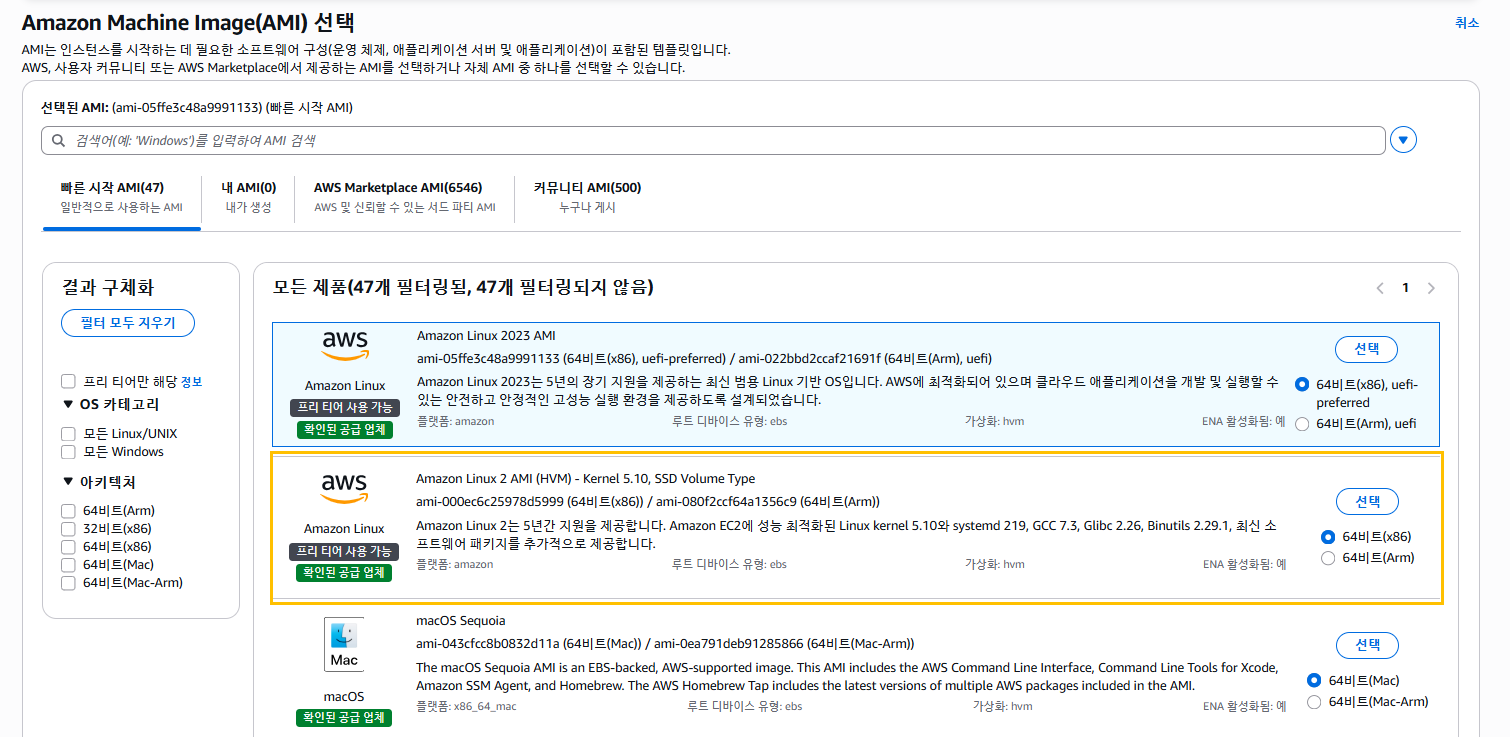 Amazon Machine Image(AMI) 선택
취소
AMI는 인스턴스를 시작하는 데 필요한 소프트웨어 구성(운영 체제, 애플리케이션 서버 및 애플리케이션)이 포함된 템플릿입니다.
AWS, 사용자 커뮤니티 또는 AWS Marketplace에서 제공하는 AMI를 선택하거나 자체 AMI 중 하나를 선택할 수 있습니다.
선택된 AMI: (ami-05ffe3c48a9991133) (빠른 시작 AMI)
검색어(예: 'Windows')를 입력하여 AMI 검색
빠른 시작 AMI(47)
일반적으로 사용하는 AMI
내 AMI(0)
내가 생성
AWS Marketplace AMI(6546)
AWS 및 신뢰할 수 있는 서드 파티 AMI
커뮤니티 AMI(500)
누구나 게시
결과 구체화
필터 모두 지우기
프리 티어만 해당 정보
▼ OS 카테고리
모든 Linux/UNIX
모든 Windows
▼ 아키텍처
64비트(Arm)
32비트(x86)
64비트(x86)
64비트(Mac)
64비트(Mac-Arm)
모든 제품(47개 필터링됨, 47개 필터링되지 않음)
1
aws
Amazon Linux
프리 티어 사용 가능
확인된 공급 업체
Amazon Linux 2023 AMI
ami-05ffe3c48a9991133 (64비트(x86), uefi-preferred) / ami-022bbd2ccaf21691f (64비트(Arm), uefi)
Amazon Linux 2023는 5년의 장기 지원을 제공하는 최신 범용 Linux 기반 OS입니다. AWS에 최적화되어 있으며 클라우드 애플리케이션을 개발 및 실행할 수
있는 안전하고 안정적인 고성능 실행 환경을 제공하도록 설계되었습니다.
플랫폼: amazon
루트 디바이스 유형: ebs
가상화: hvm
ENA 활성화됨: 예
선택
64비트(x86), uefi-
preferred
64비트(Arm), uefi
aws
Amazon Linux
프리 티어 사용 가능
확인된 공급 업체
Amazon Linux 2 AMI (HVM) - Kernel 5.10, SSD Volume Type
ami-000ec6c25978d5999 (64비트(x86)) / ami-080f2ccf64a1356c9 (64비트(Arm))
Amazon Linux 2는 5년간 지원을 제공합니다. Amazon EC2에 성능 최적화된 Linux kernel 5.10와 systemd 219, GCC 7.3, Glibc 2.26, Binutils 2.29.1, 최신 소
프트웨어 패키지를 추가적으로 제공합니다.
플랫폼: amazon
루트 디바이스 유형: ebs
가상화: hvm
ENA 활성화됨: 예
선택
64비트(x86)
64비트(Arm)
Mac
macOS
확인된 공급 업체
macOS Sequoia
ami-043cfcc8b0832d11a (64비트(Mac)) / ami-0ea791deb91285866 (64비트(Mac-Arm))
The macOS Sequoia AMI is an EBS-backed, AWS-supported image. This AMI includes the AWS Command Line Interface, Command Line Tools for Xcode,
Amazon SSM Agent, and Homebrew. The AWS Homebrew Tap includes the latest versions of multiple AWS packages included in the AMI.
플랫폼: x86_64_mac
루트 디바이스 유형: ebs
가상화: hvm
ENA 활성화됨: 예
선택
64비트(Mac)
64비트(Mac-Arm)